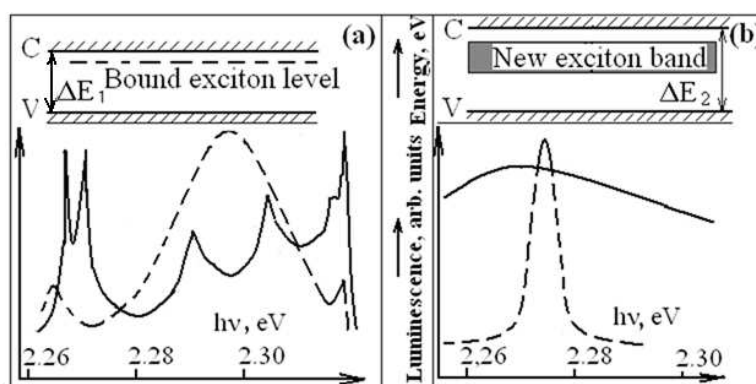 C
(a)
Bound exciton level
ΔE₁
V
hν, eV
2.26 2.28 2.30
Luminescence, arb. units Energy, eV
C
(b)
New exciton band
ΔE₂
V
hν, eV
2,26 2.28 2.30